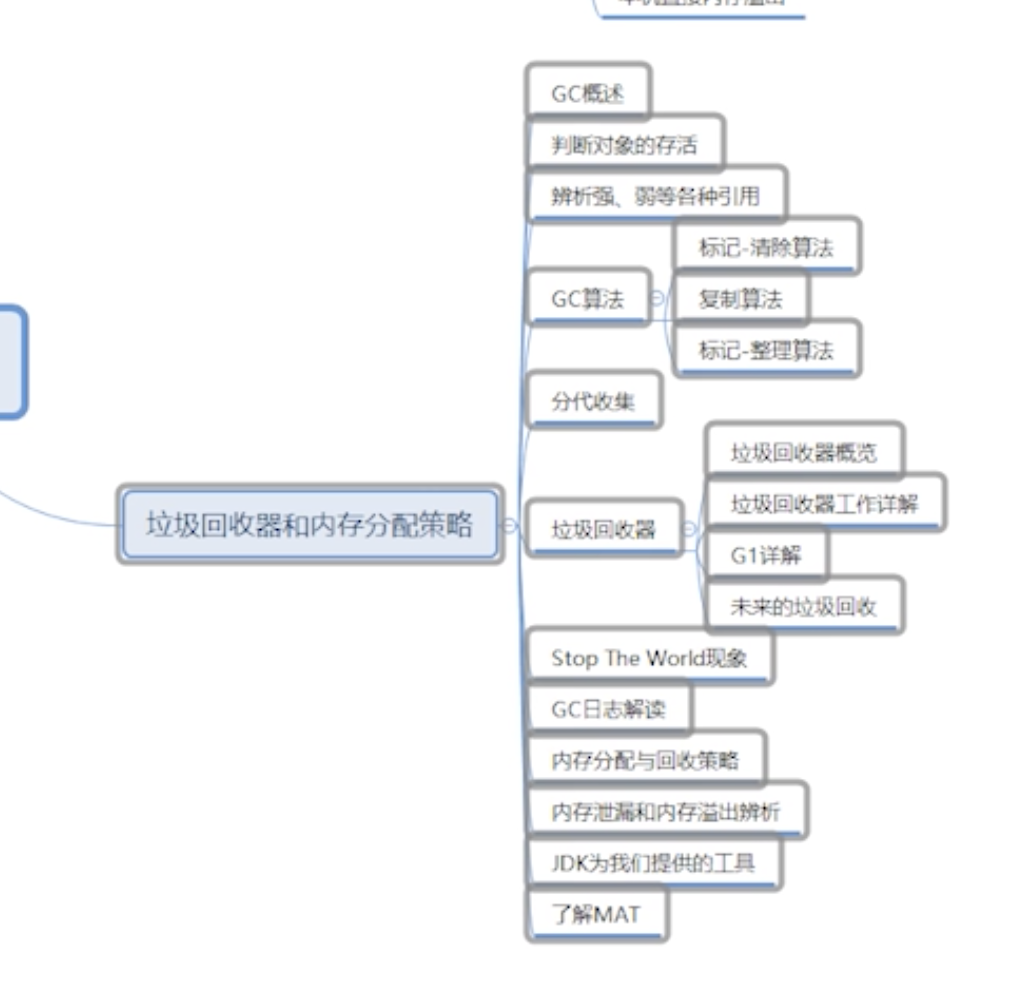 GC概述
判断对象的存活
辨析强、弱等各种引用
GC算法
标记-清除算法
复制算法
标记-整理算法
分代收集
垃圾回收器和内存分配策略
垃圾回收器
垃圾回收器概览
垃圾回收器工作详解
G1详解
未来的垃圾回收
Stop The World现象
GC日志解读
内存分配与回收策略
内存泄漏和内存溢出辨析
JDK为我们提供的工具
了解MAT